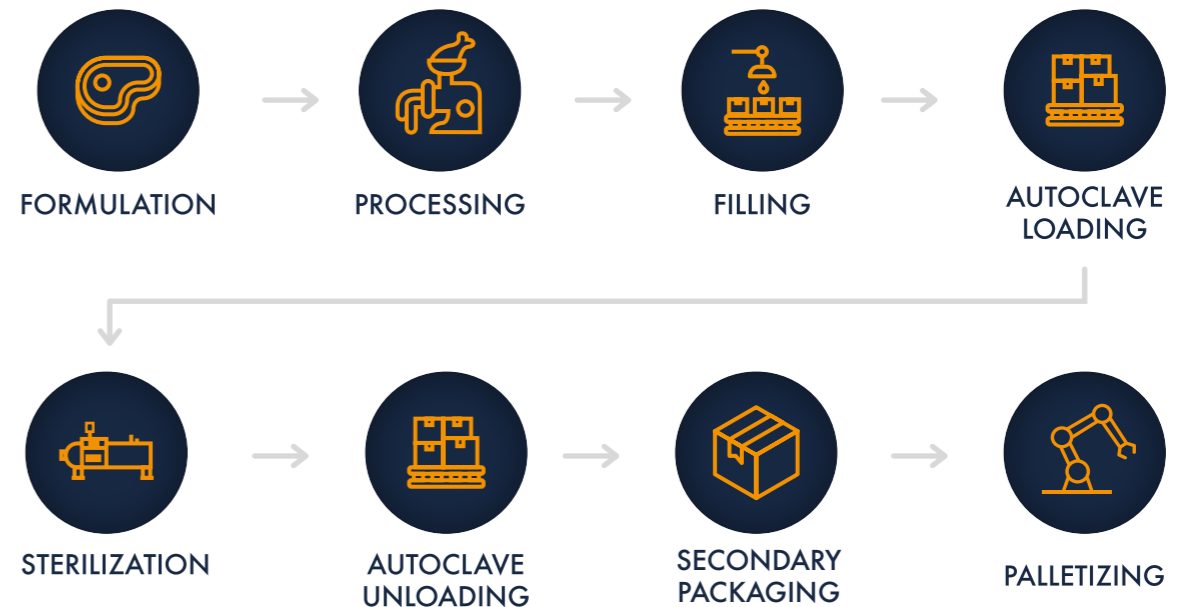 FORMULATION
PROCESSING
FILLING
AUTOCLAVE
LOADING
STERILIZATION
AUTOCLAVE
UNLOADING
SECONDARY
PACKAGING
PALLETIZING